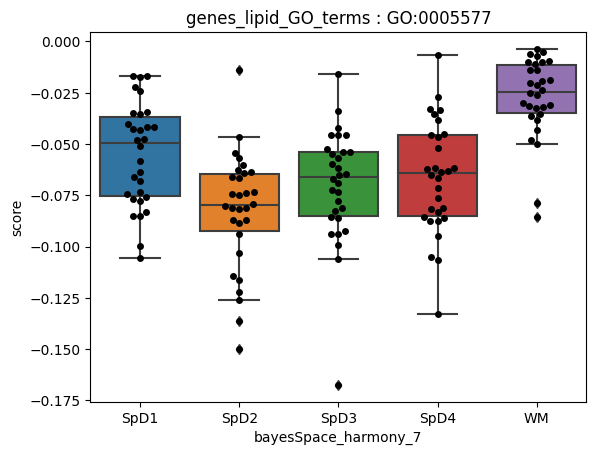 genes_lipid_GO_terms : GO:0005577
0.000
−0.025
−0.050
−0.075
−0.100
−0.125
−0.150
−0.175
score
SpD1 SpD2 SpD3 SpD4 WM
bayesSpace_harmony_7